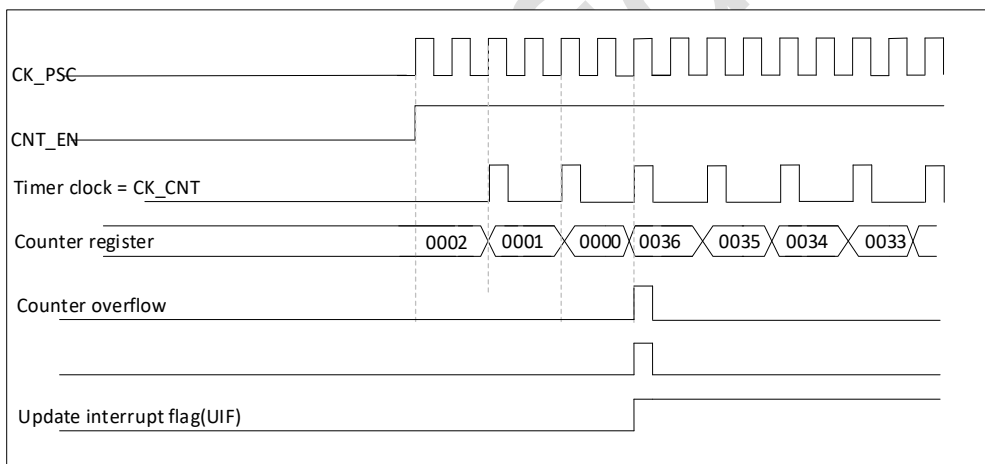 CK_PSC
CNT_EN
Timer clock = CK_CNT
Counter register 0002 0001 0000 0036 0035 0034 0033
Counter overflow
Update interrupt flag(UIF)